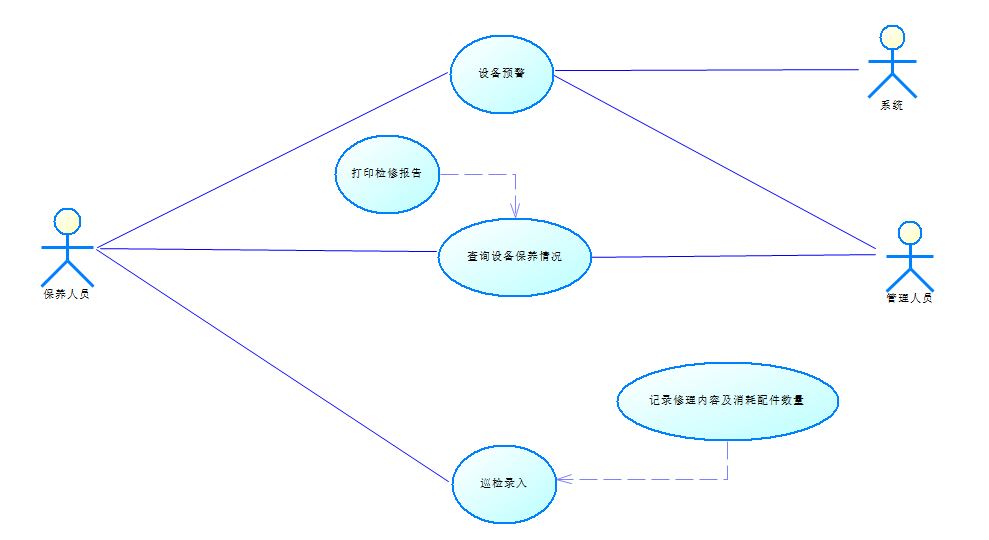 设备预警
系统
打印检修报告
查询设备保养情况
保养人员
管理人员
记录修理内容及消耗配件数量
巡检录入